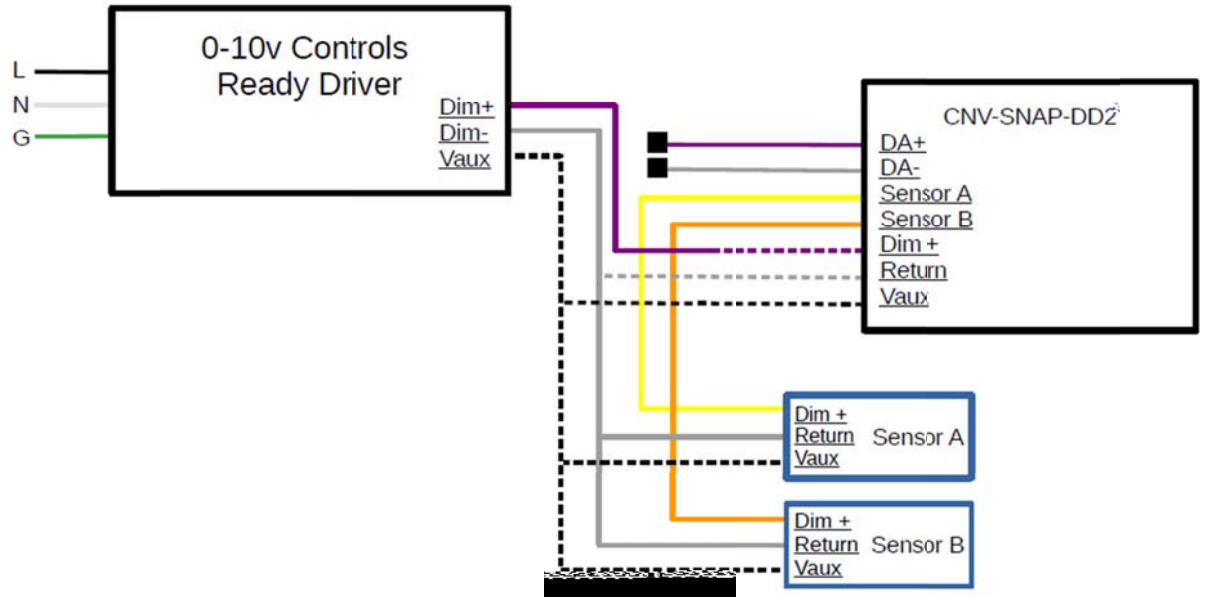 0-10v Controls
Ready Driver
L
N
G
Dim+
Dim-
Vaux
CNV-SNAP-DD2
DA+
DA-
Sensor A
Sensor B
Dim +
Return
Vaux
Dim +
Return
Vaux
Sensor A
Dim +
Return
Vaux
Sensor B